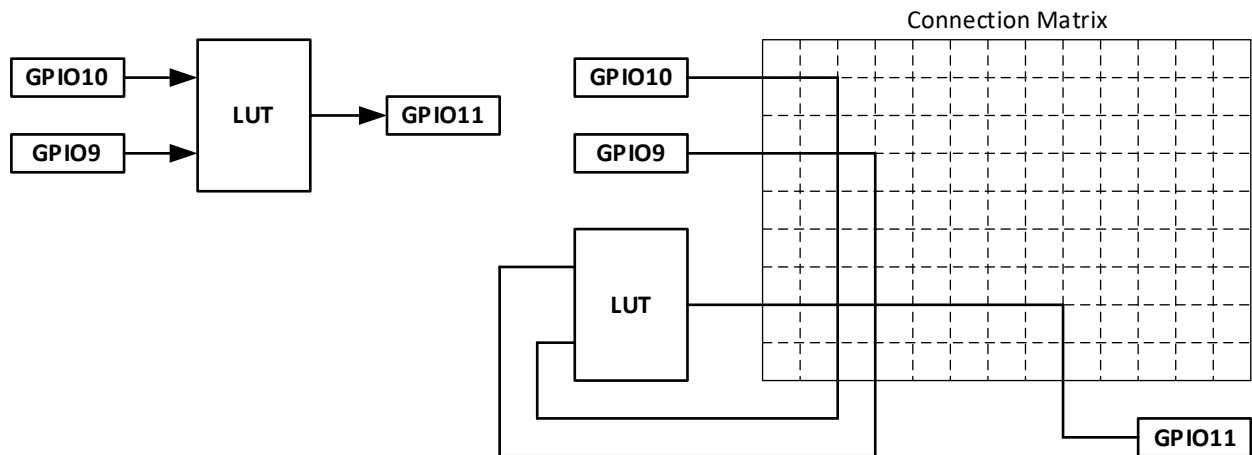 Connection Matrix
GPIO10
GPIO9
LUT
GPIO11
GPIO10
GPIO9
LUT
GPIO11